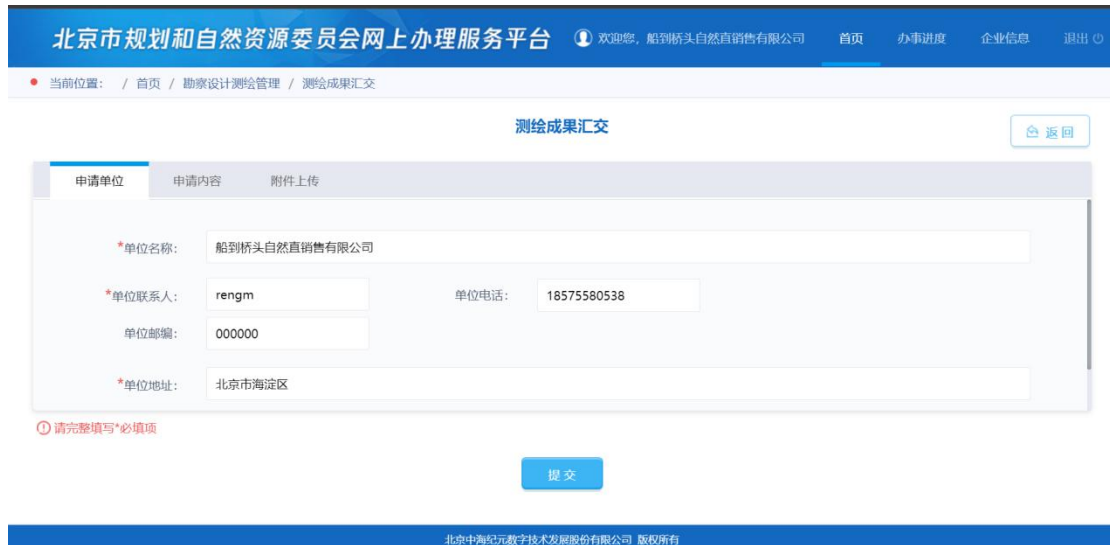 北京市规划和自然资源委员会网上办理服务平台 欢迎您，船到桥头自然直销售有限公司 首页 办事进度 企业信息 退出
当前位置： / 首页 / 勘察设计测绘管理 / 测绘成果汇交
测绘成果汇交
返回
申请单位 申请内容 附件上传
*单位名称： 船到桥头自然直销售有限公司
*单位联系人： rengm 单位电话： 18575580538
单位邮编： 000000
*单位地址： 北京市海淀区
请完整填写*必填项
提交
北京中海纪元数字技术发展股份有限公司 版权所有